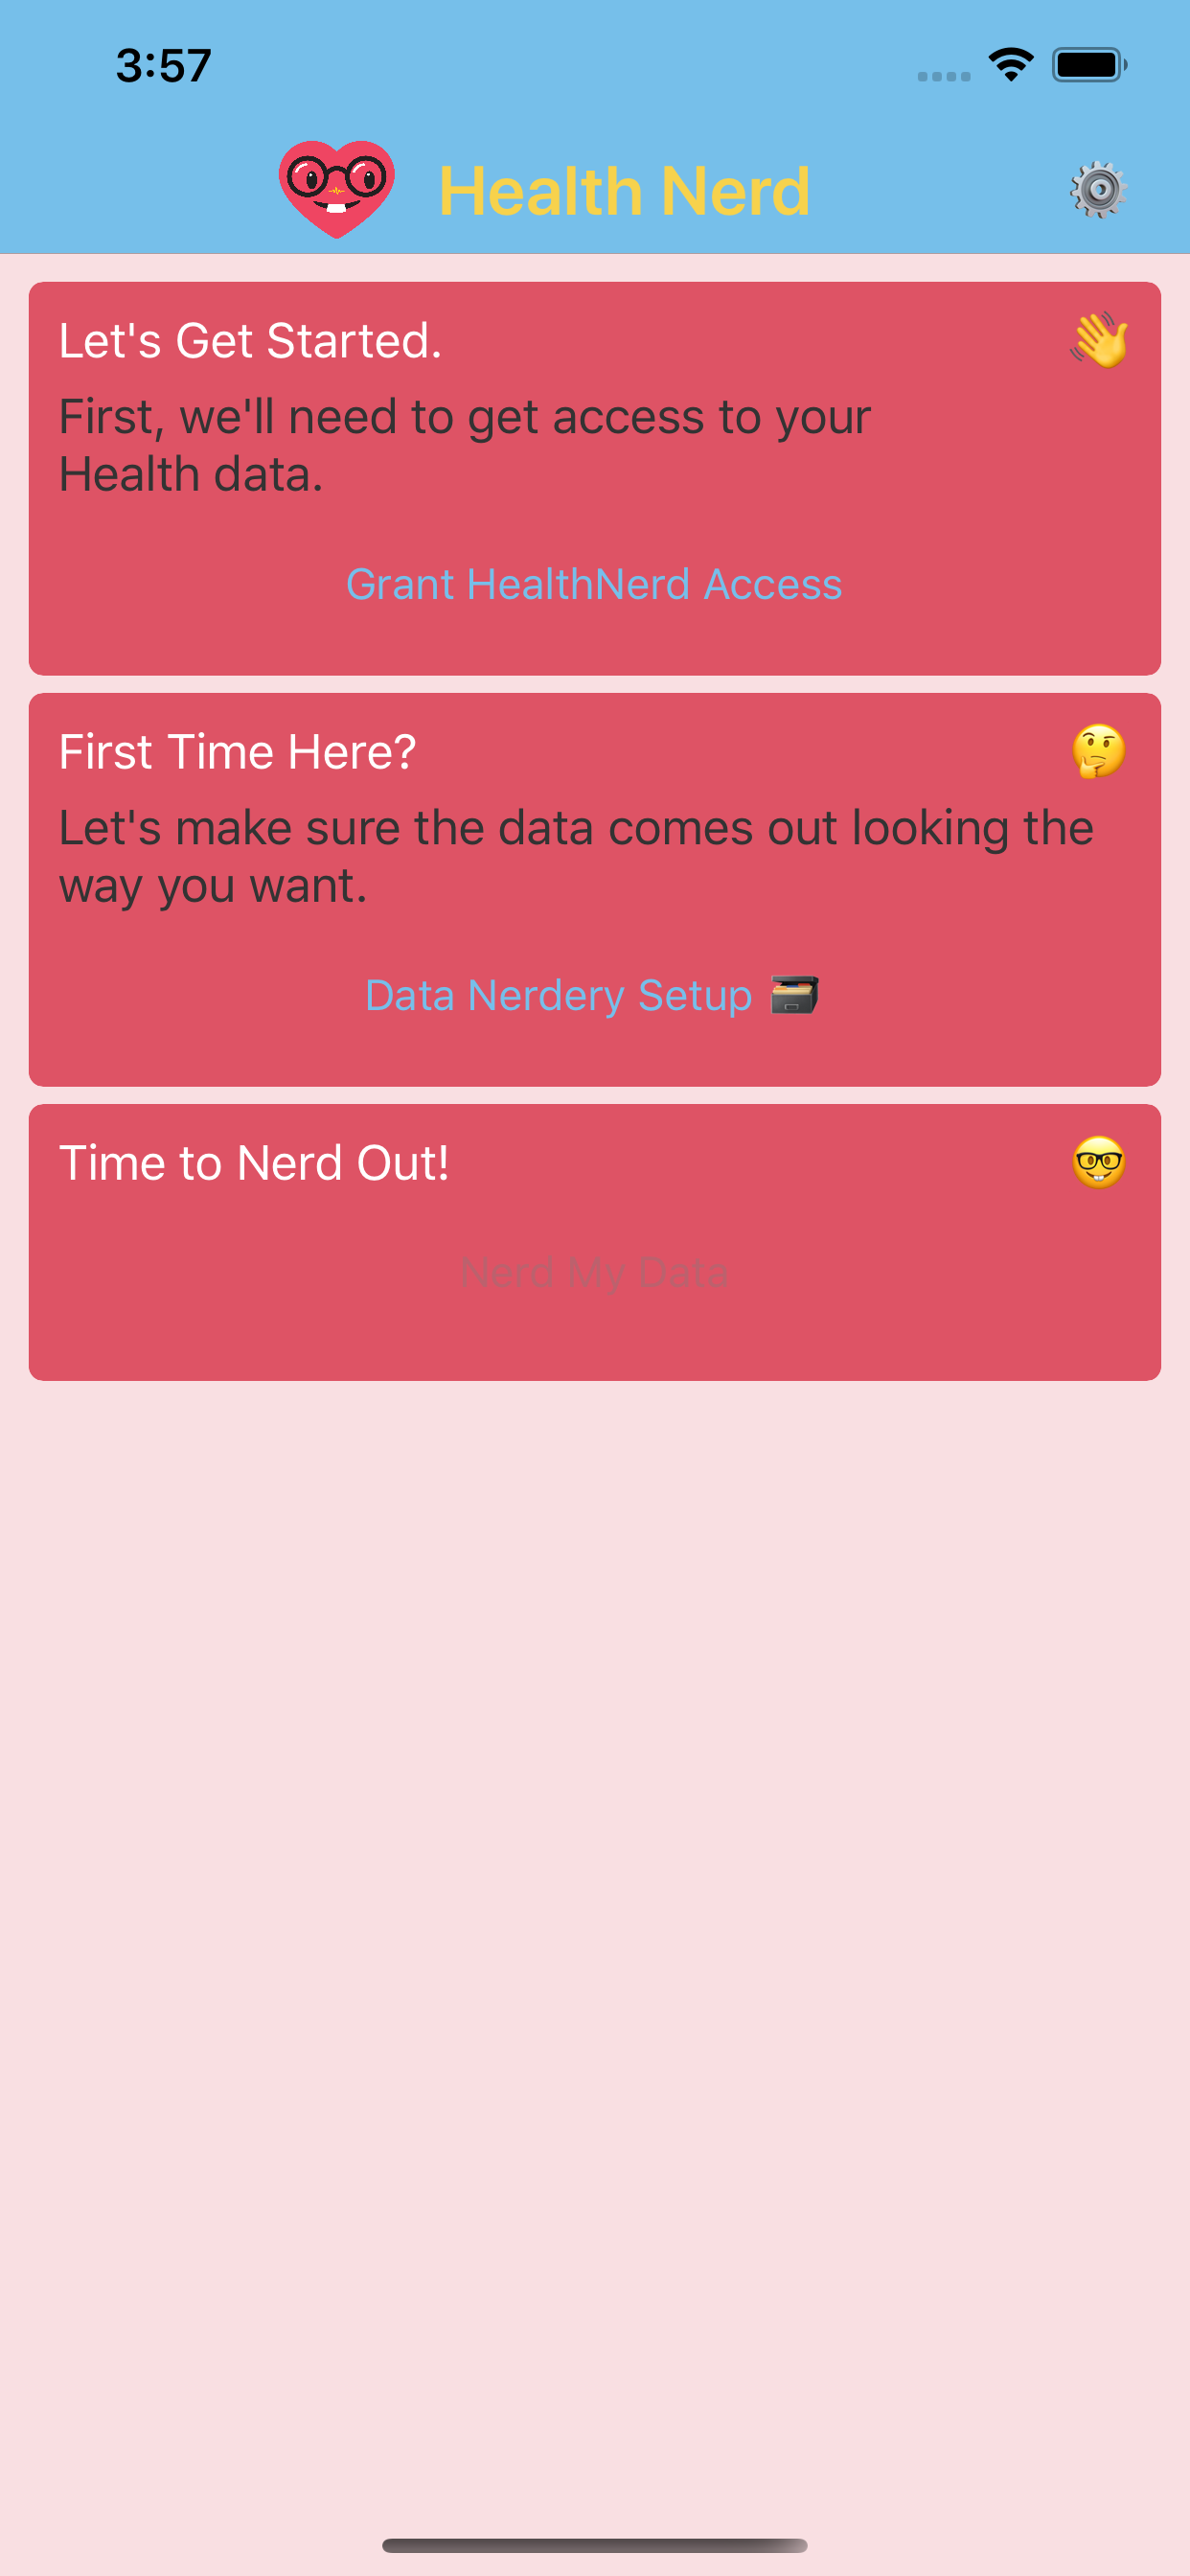 3:57
Health Nerd
Let's Get Started.
First, we'll need to get access to your
Health data.
Grant HealthNerd Access
First Time Here?
Let's make sure the data comes out looking the
way you want.
Data Nerdery Setup
Time to Nerd Out!
Nerd My Data